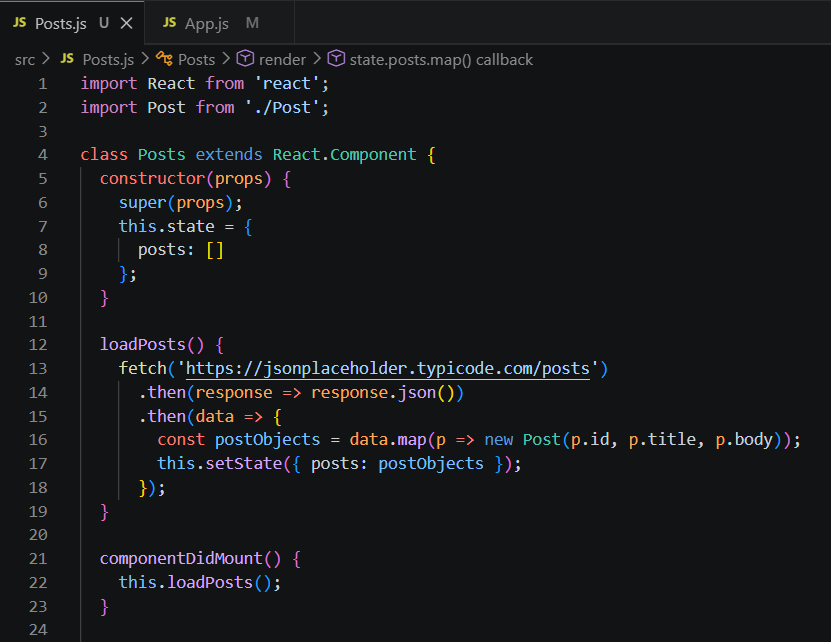 JS Posts.js U JS App.js M
src > JS Posts.js > Posts > render > state.posts.map() callback
1 import React from 'react';
2 import Post from './Post';
3
4 class Posts extends React.Component {
5 constructor(props) {
6 super(props);
7 this.state = {
8 posts: []
9 };
10 }
11
12 loadPosts() {
13 fetch('https://jsonplaceholder.typicode.com/posts')
14 .then(response => response.json())
15 .then(data => {
16 const postObjects = data.map(p => new Post(p.id, p.title, p.body));
17 this.setState({ posts: postObjects });
18 });
19 }
20
21 componentDidMount() {
22 this.loadPosts();
23 }
24